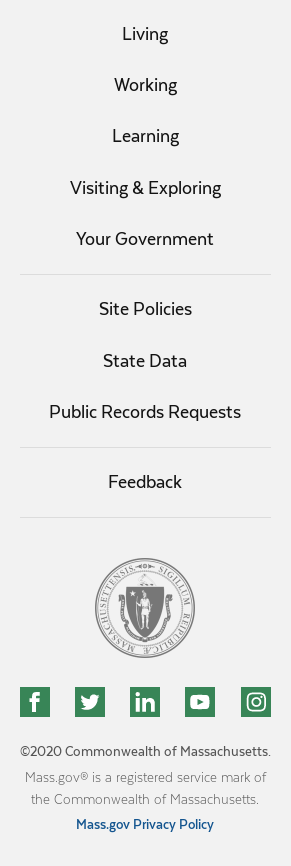 Living
Working
Learning
Visiting & Exploring
Your Government
Site Policies
State Data
Public Records Requests
Feedback
SIGILLUM REIPUBLICÆ MASSACHUSETTENSIS
©2020 Commonwealth of Massachusetts.
Mass.gov® is a registered service mark of
the Commonwealth of Massachusetts.
Mass.gov Privacy Policy